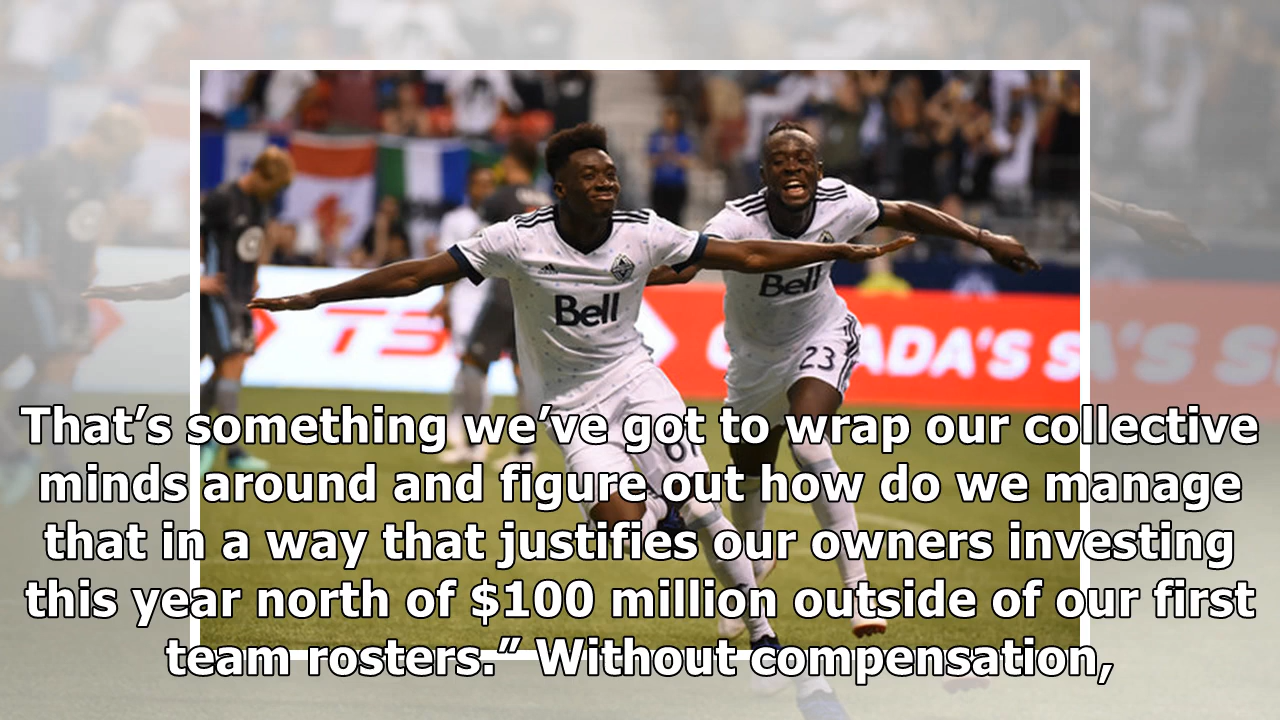 Bell
Bell
23
That’s something we’ve got to wrap our collective
minds around and figure out how do we manage
that in a way that justifies our owners investing
this year north of $100 million outside of our first
team rosters.” Without compensation,